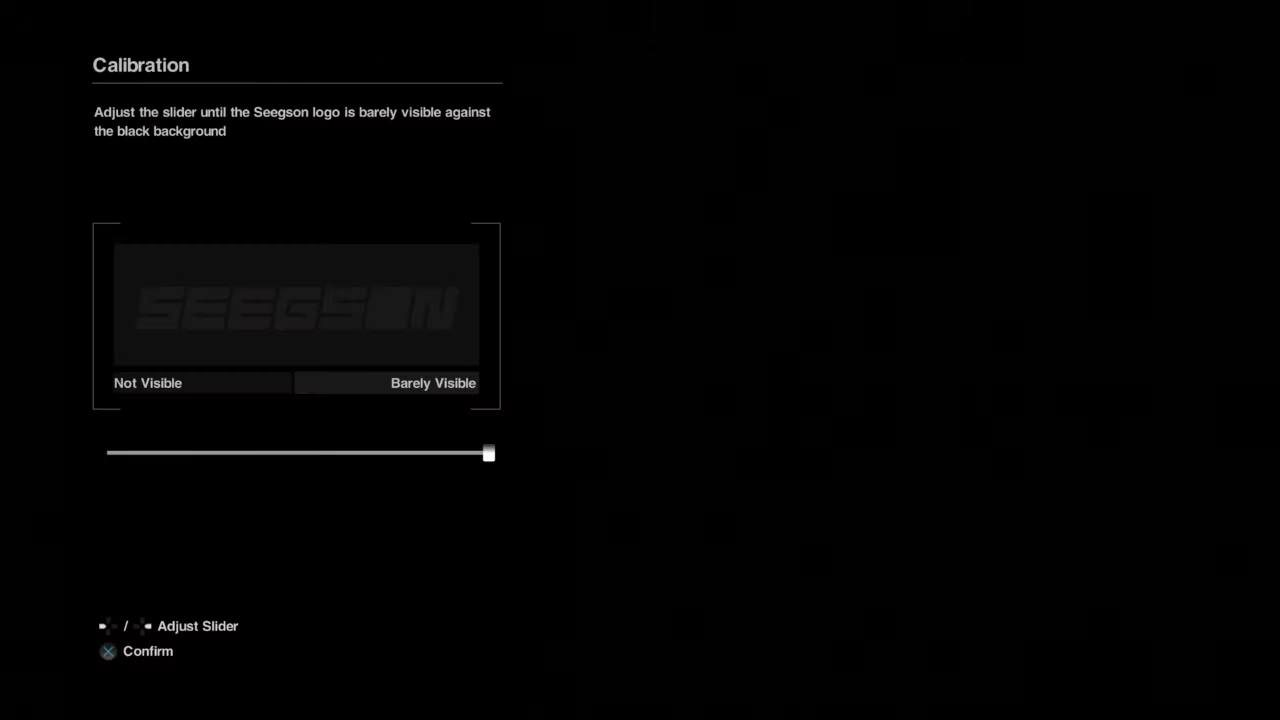 Calibration
Adjust the slider until the Seegson logo is barely visible against
the black background
SEEGSON
Not Visible
Barely Visible
/ Adjust Slider
Confirm